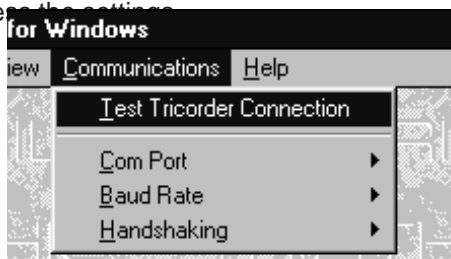 for Windows
iew Communications Help
Test Tricorder Connection
Com Port
Baud Rate
Handshaking